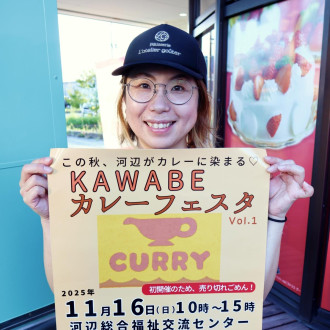 Pâtisserie
L'atelier goûter
この秋、河辺がカレーに染まる♡
KAWABE
カレーフェスタ
Vol.1
CURRY
初開催のため、売り切れごめん!
2025年
11月16日(日)10時〜15時
河辺総合福祉交流センター